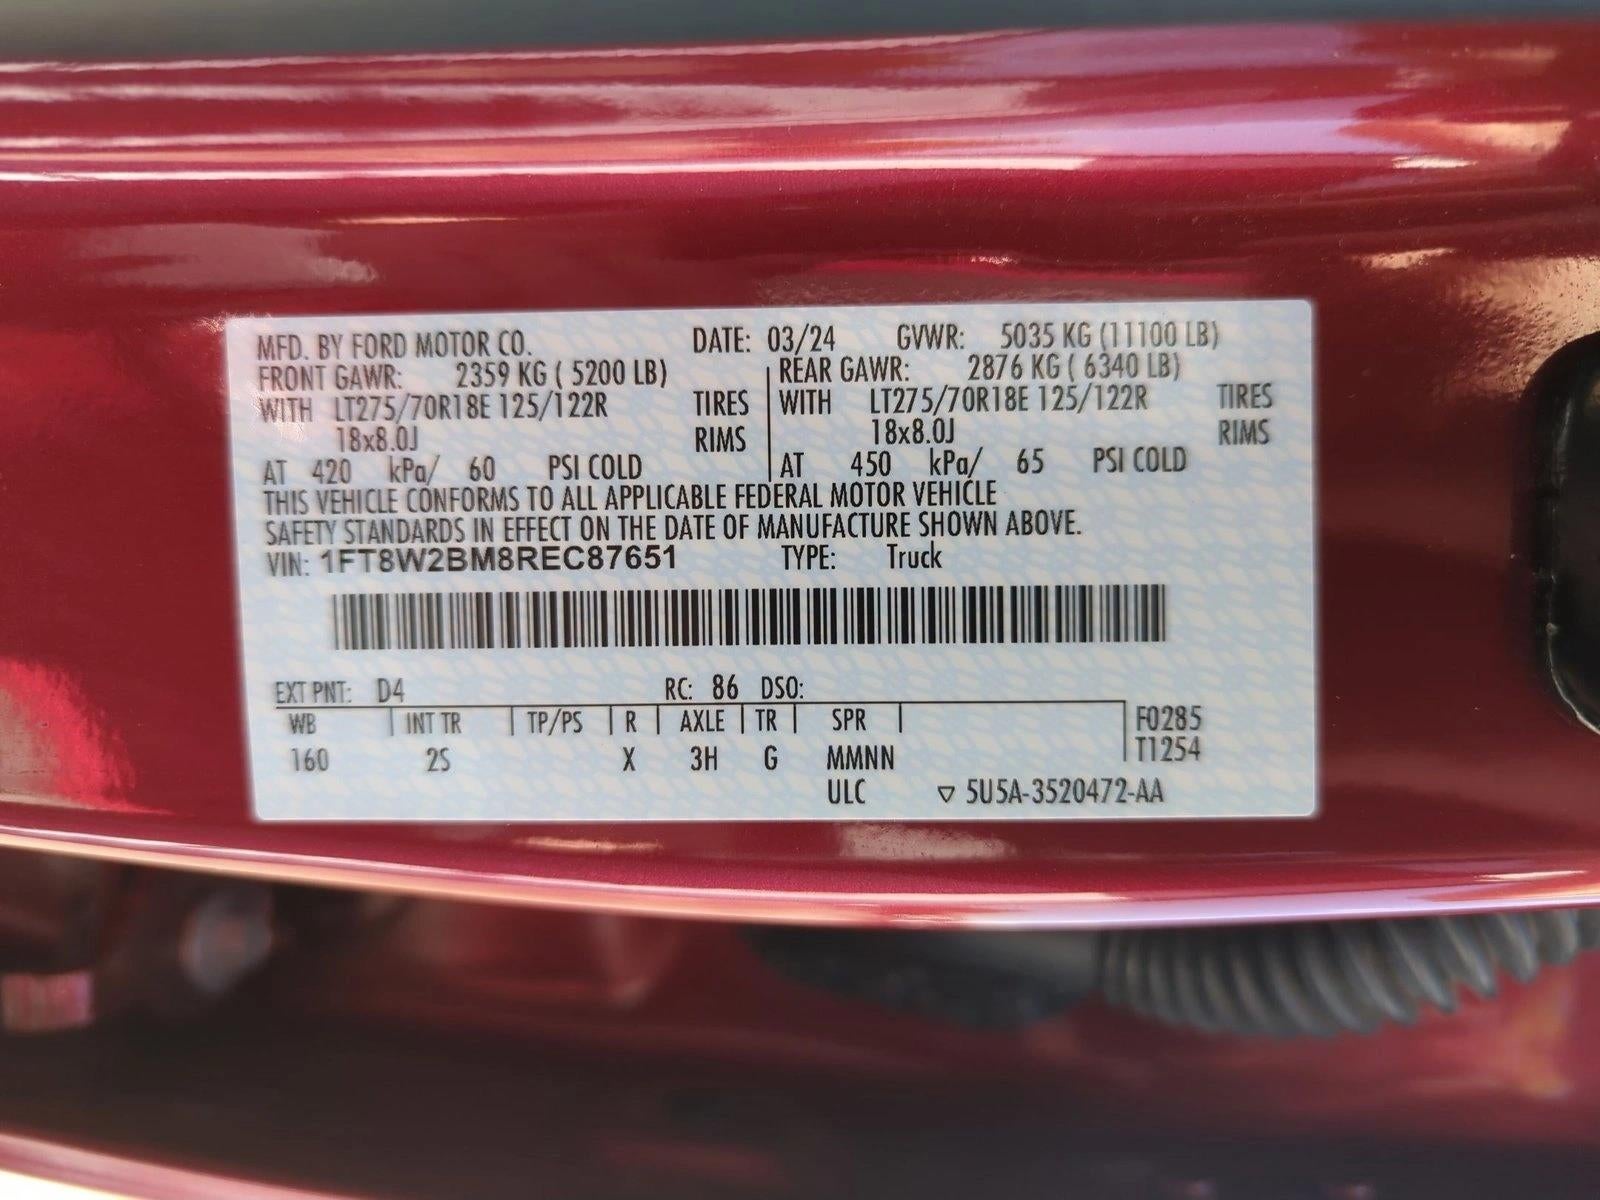 MFD. BY FORD MOTOR CO. DATE: 03/24 GVWR: 5035 KG (11100 LB)
FRONT GAWR: 2359 KG ( 5200 LB) REAR GAWR: 2876 KG ( 6340 LB)
WITH LT275/70R18E 125/122R TIRES WITH LT275/70R18E 125/122R TIRES
18x8.0J RIMS 18x8.0J RIMS
AT 420 kPa/ 60 PSI COLD AT 450 kPa/ 65 PSI COLD
THIS VEHICLE CONFORMS TO ALL APPLICABLE FEDERAL MOTOR VEHICLE
SAFETY STANDARDS IN EFFECT ON THE DATE OF MANUFACTURE SHOWN ABOVE.
VIN: 1FT8W2BM8REC87651 TYPE: Truck
EXT PNT: D4 RC: 86 DSO:
WB INT TR TP/PS R AXLE TR SPR F0285
160 2S X 3H G MMNN T1254
ULC ▽ 5U5A-3520472-AA